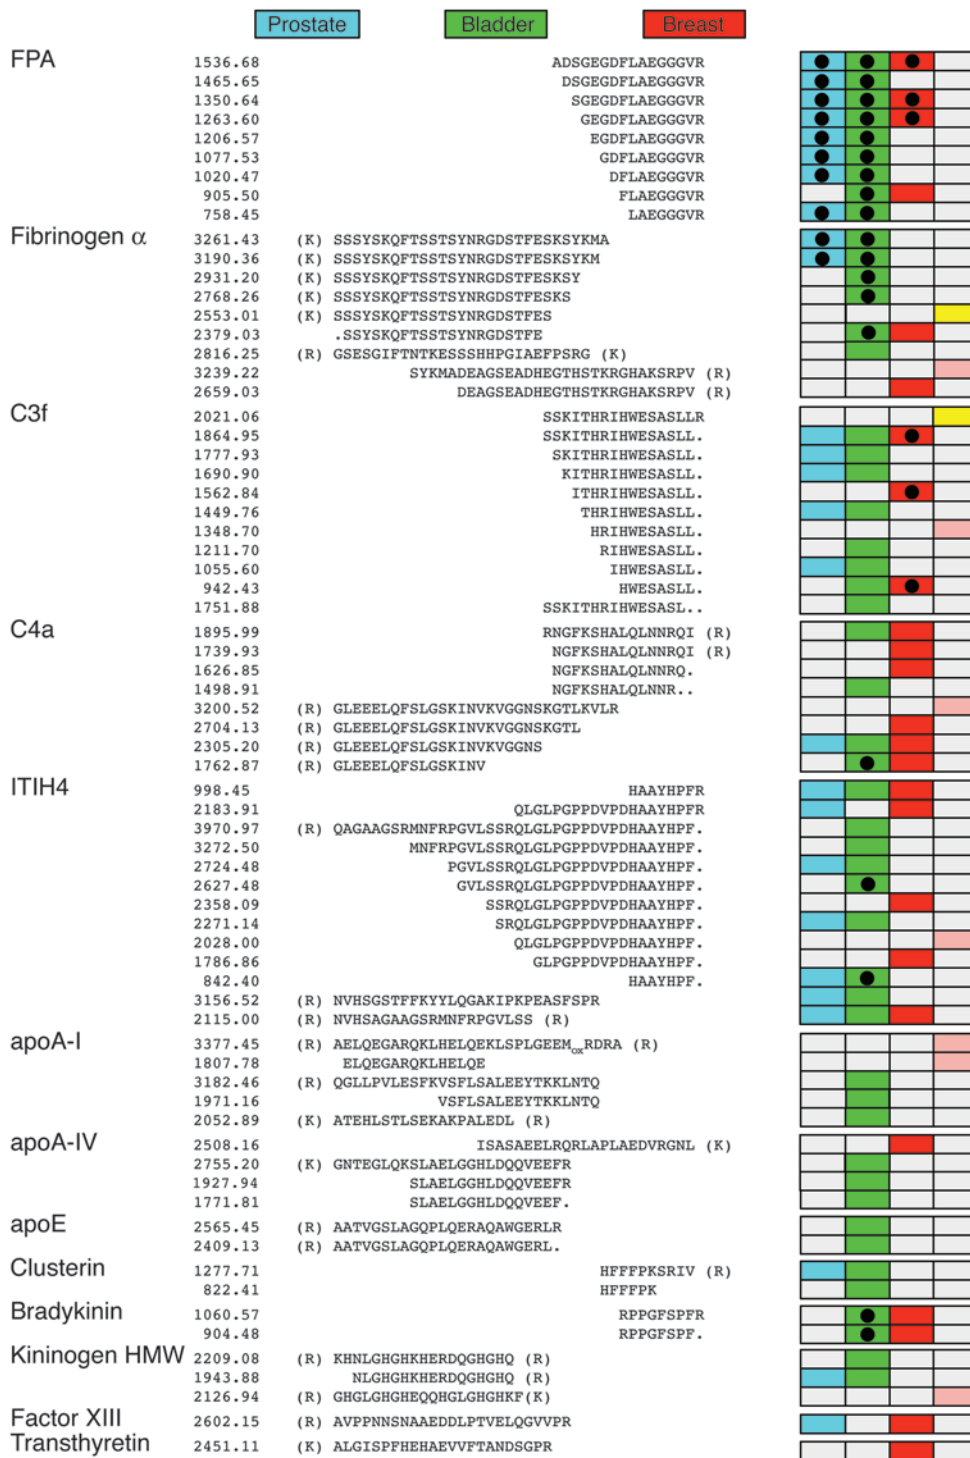 Prostate Bladder Breast
FPA 1536.68 ADSGEGDFLAEGGGVR
1465.65 DSGEGDFLAEGGGVR
1350.64 SGEGDFLAEGGGVR
1263.60 GEGDFLAEGGGVR
1206.57 EGDFLAEGGGVR
1077.53 GDFLAEGGGVR
1020.47 DFLAEGGGVR
905.50 FLAEGGGVR
758.45 LAEGGGVR
Fibrinogen α 3261.43 (K) SSSYSKQFTSSTSYNRGDSTFESKSYKMA
3190.36 (K) SSSYSKQFTSSTSYNRGDSTFESKSYKM
2931.20 (K) SSSYSKQFTSSTSYNRGDSTFESKSY
2768.26 (K) SSSYSKQFTSSTSYNRGDSTFESKS
2553.01 (K) SSSYSKQFTSSTSYNRGDSTFES
2379.03 .SSYSKQFTSSTSYNRGDSTFE
2816.25 (R) GSESGIFTNTKESSSHHPGIAEFPSRG (K)
3239.22 SYKMADEAGSEADHEGTHSTKRGHAKSRPV (R)
2659.03 DEAGSEADHEGTHSTKRGHAKSRPV (R)
C3f 2021.06 SSKITHRIHWESASLLR
1864.95 SSKITHRIHWESASLL.
1777.93 SKITHRIHWESASLL.
1690.90 KITHRIHWESASLL.
1562.84 ITHRIHWESASLL.
1449.76 THRIHWESASLL.
1348.70 HRIHWESASLL.
1211.70 RIHWESASLL.
1055.60 IHWESASLL.
942.43 HWESASLL.
1751.88 SSKITHRIHWESASL..
C4a 1895.99 RNGFKSHALQLNNRQI (R)
1739.93 NGFKSHALQLNNRQI (R)
1626.85 NGFKSHALQLNNRQ.
1498.91 NGFKSHALQLNNR..
3200.52 (R) GLEEELQFSLGSKINVKVGGNSKGTLKVLR
2704.13 (R) GLEEELQFSLGSKINVKVGGNSKGTL
2305.20 (R) GLEEELQFSLGSKINVKVGGNS
1762.87 (R) GLEEELQFSLGSKINV
ITIH4 998.45 HAAYHPFR
2183.91 QLGLPGPPDVPDHAAYHPFR
3970.97 (R) QAGAAGSRMNFRPGVLSSRQLGLPGPPDVPDHAAYHPF.
3272.50 MNFRPGVLSSRQLGLPGPPDVPDHAAYHPF.
2724.48 PGVLSSRQLGLPGPPDVPDHAAYHPF.
2627.48 GVLSSRQLGLPGPPDVPDHAAYHPF.
2358.09 SSRQLGLPGPPDVPDHAAYHPF.
2271.14 SRQLGLPGPPDVPDHAAYHPF.
2028.00 QLGLPGPPDVPDHAAYHPF.
1786.86 GLPGPPDVPDHAAYHPF.
842.40 HAAYHPF.
3156.52 (R) NVHSGSTFFKYYLQGAKIPKPEASFSPR
2115.00 (R) NVHSAGAAGSRMNFRPGVLSS (R)
apoA-I 3377.45 (R) AELQEGARQKLHELQEKLSPLGEEMoxRDRA (R)
1807.78 ELQEGARQKLHELQE
3182.46 (R) QGLLPVLESFKVSFLSALEEYTKKLNTQ
1971.16 VSFLSALEEYTKKLNTQ
2052.89 (K) ATEHLSTLSEKAKPALEDL (R)
apoA-IV 2508.16 ISASAEELRQRLAPLAEDVRGNL (K)
2755.20 (K) GNTEGLQKSLAELGGHLDQQVEEFR
1927.94 SLAELGGHLDQQVEEFR
1771.81 SLAELGGHLDQQVEEF.
apoE 2565.45 (R) AATVGSLAGQPLQERAQAWGERLR
2409.13 (R) AATVGSLAGQPLQERAQAWGERL.
Clusterin 1277.71 HFFFPKSRIV (R)
822.41 HFFFPK
Bradykinin 1060.57 RPPGFSPFR
904.48 RPPGFSPF.
Kininogen HMW 2209.08 (R) KHNLGHGHKHERDQGHGHQ (R)
1943.88 NLGHGHKHERDQGHGHQ (R)
2126.94 (R) GHGLGHGHEQQHGLGHGHKF(K)
Factor XIII 2602.15 (R) AVPPNNSNAAEDDLPTVELQGVVPR
Transthyretin 2451.11 (K) ALGISPFHEHAEVVFTANDSGPR